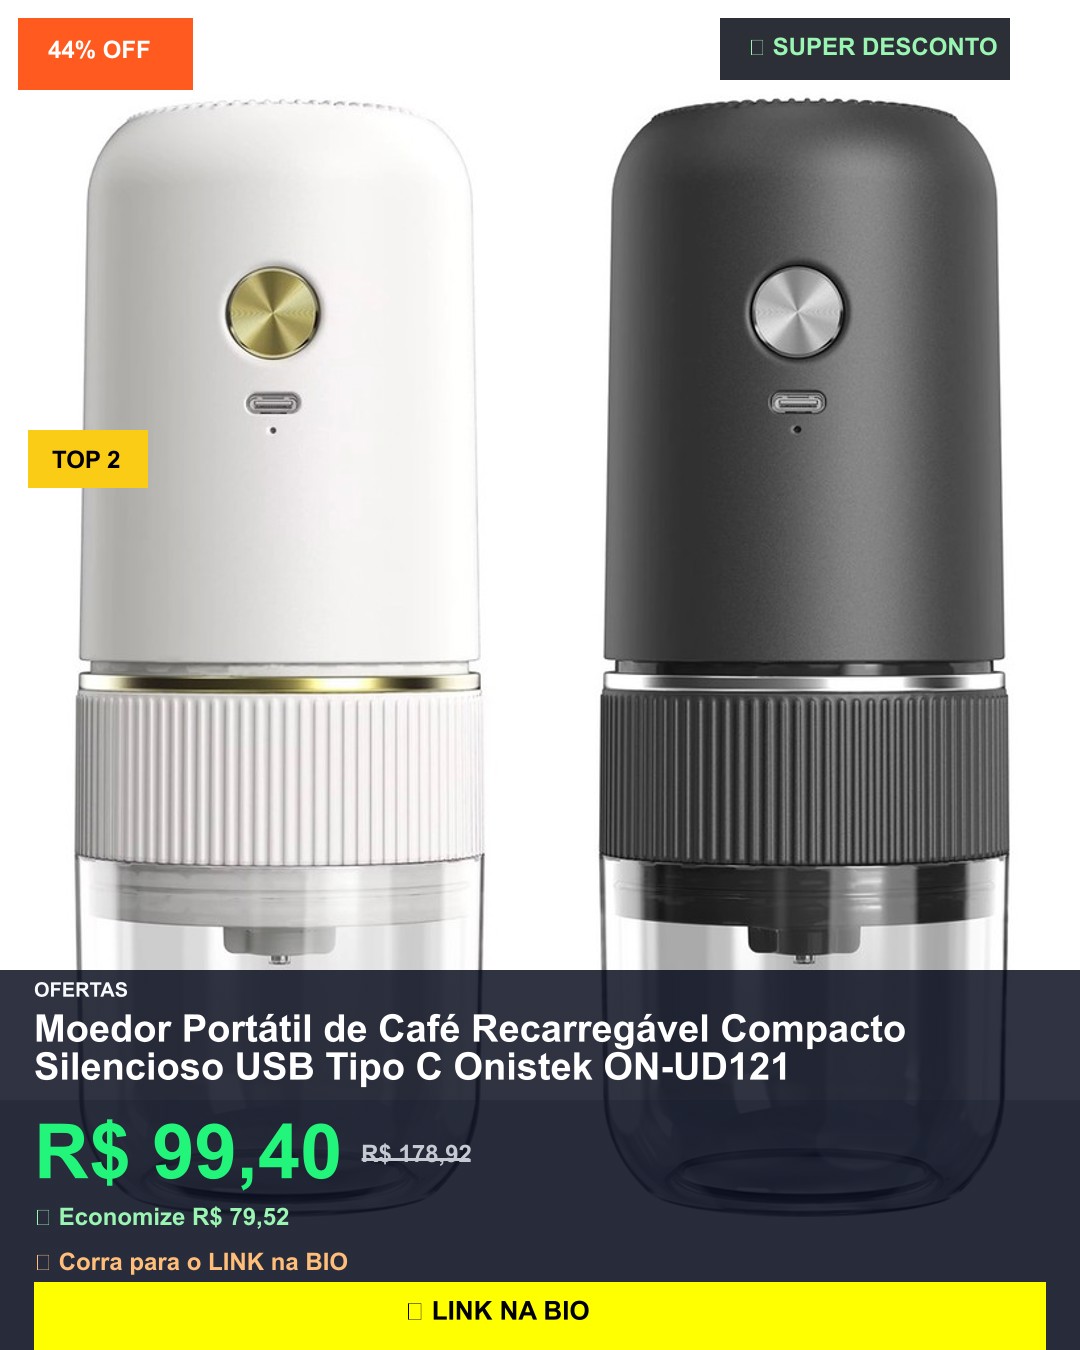 44% OFF
SUPER DESCONTO
TOP 2
OFERTAS
Moedor Portátil de Café Recarregável Compacto
Silencioso USB Tipo C Onistek ON-UD121
R$ 99,40 R$ 178,92
Economize R$ 79,52
Corra para o LINK na BIO
LINK NA BIO